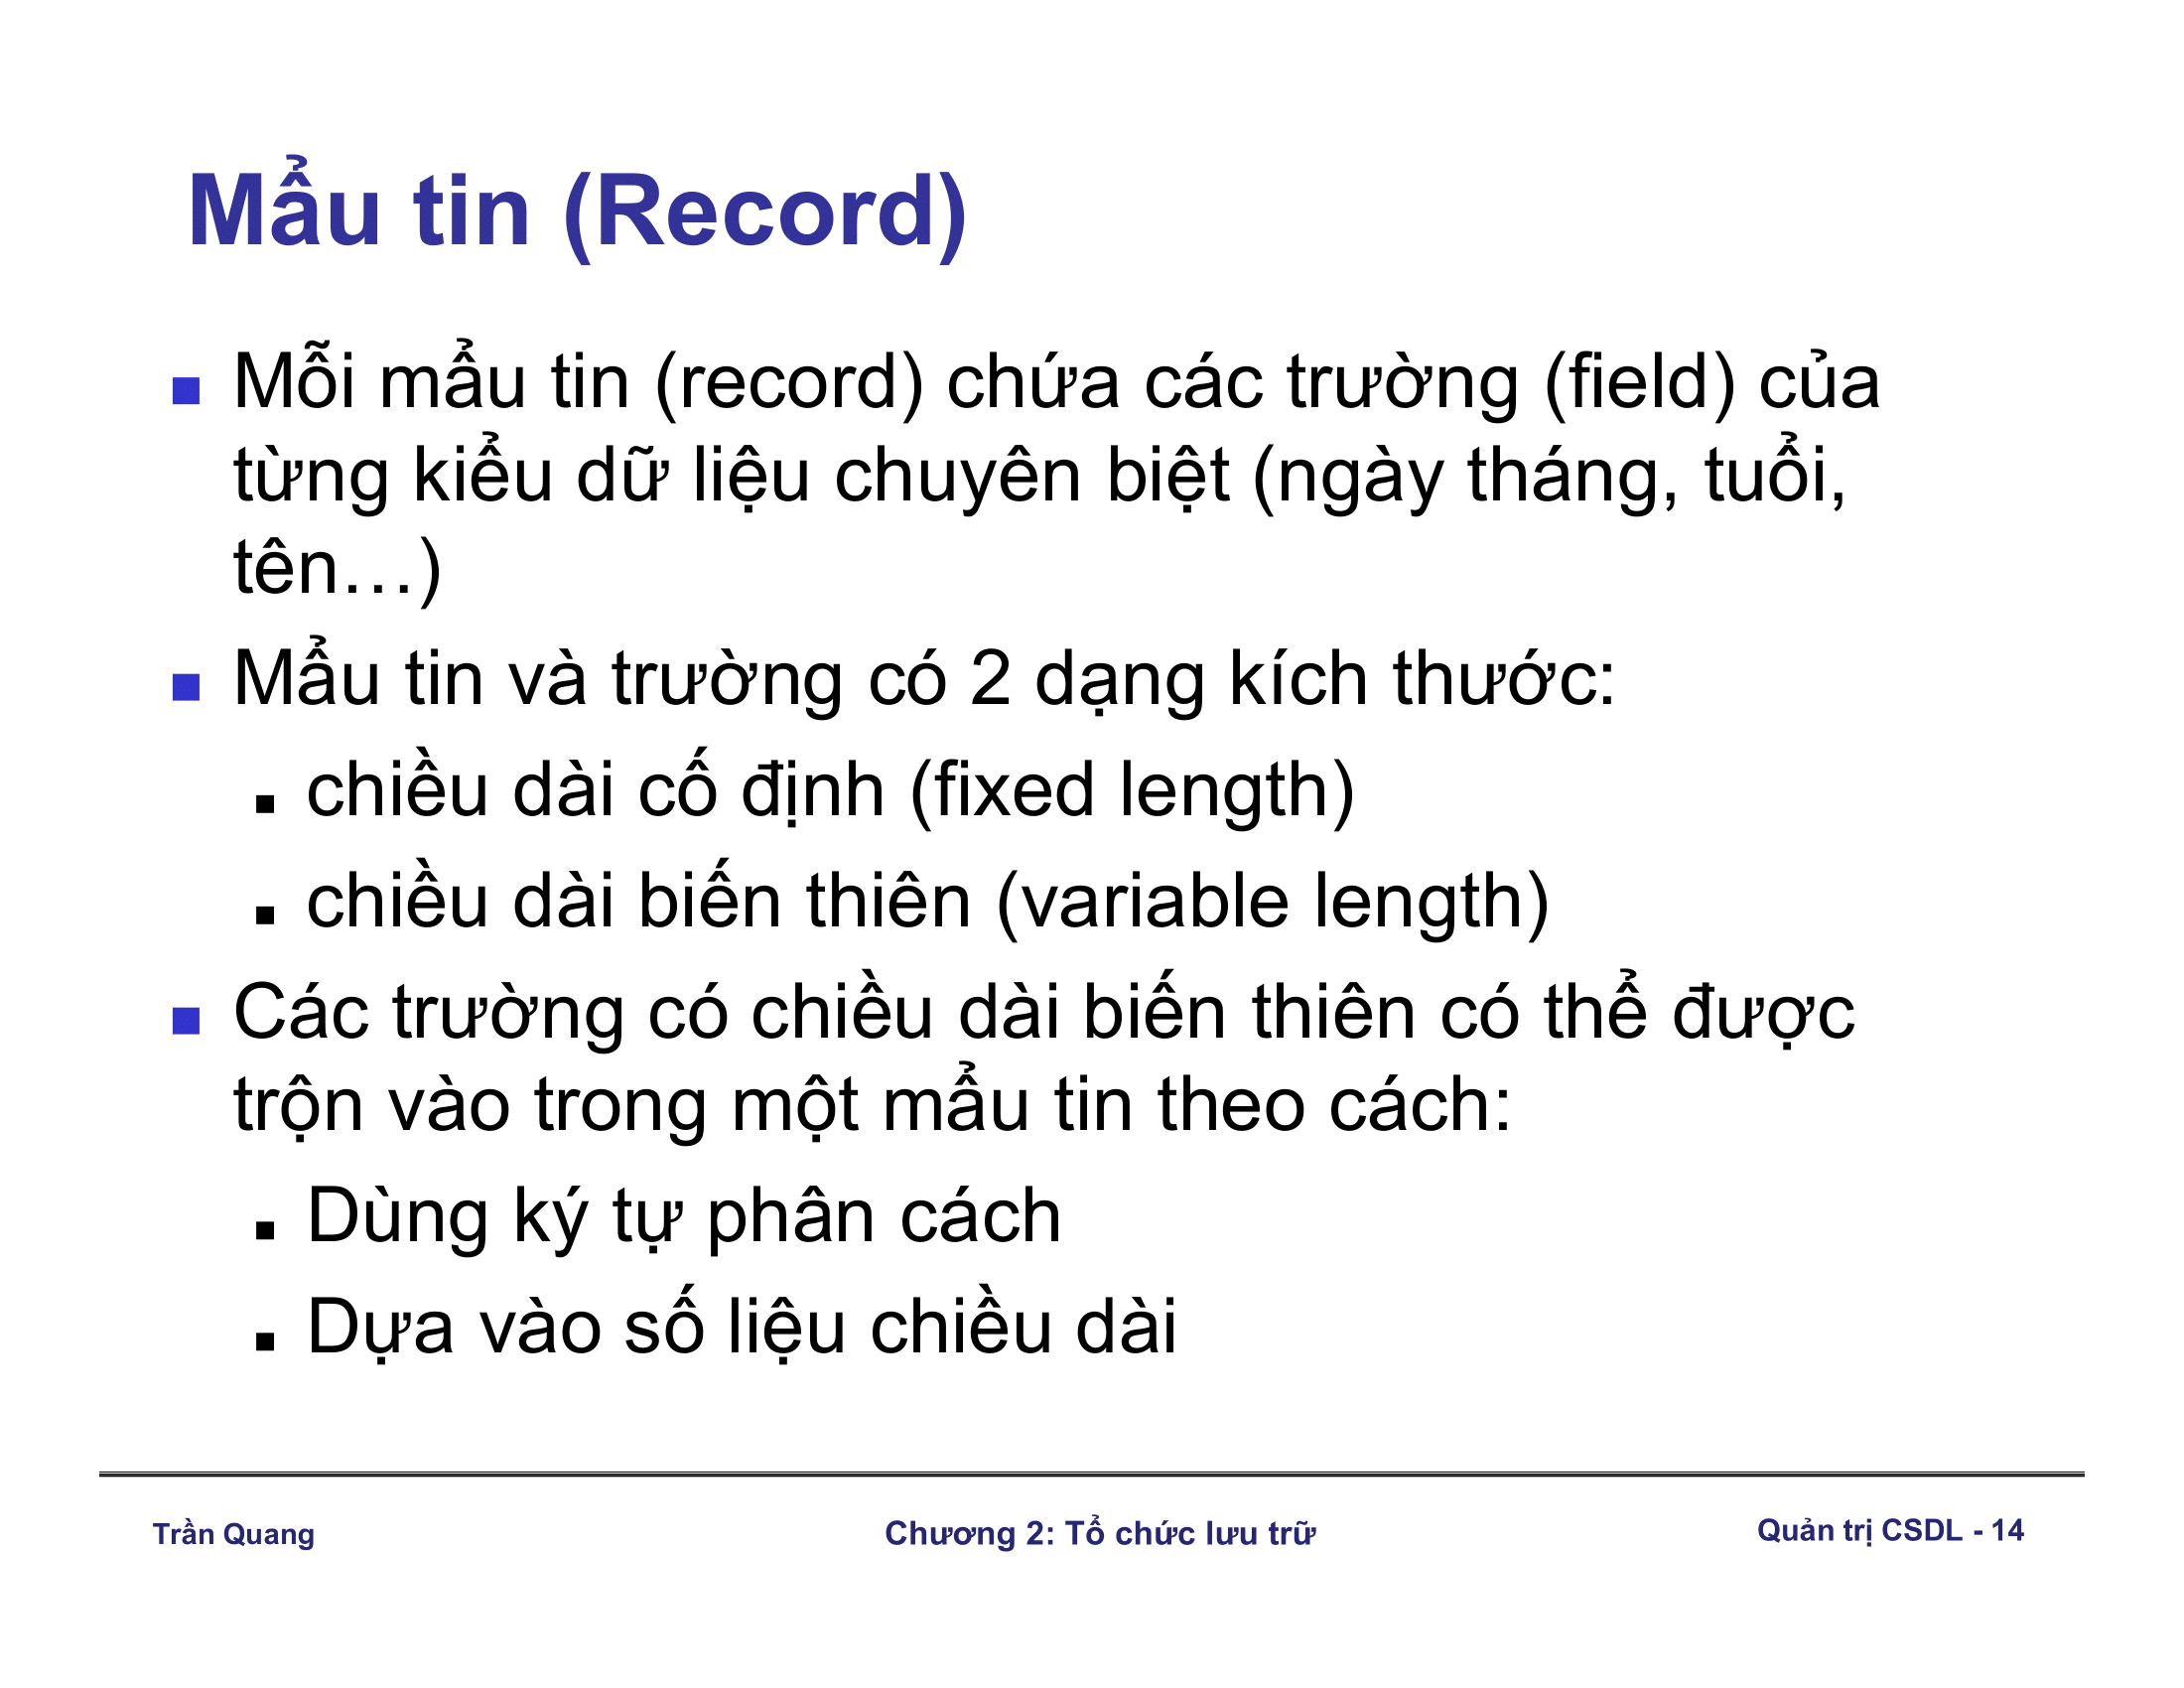 Mẩu tin (Record)
Mỗi mẩu tin (record) chứa các trường (field) của
từng kiểu dữ liệu chuyên biệt (ngày tháng, tuổi,
tên…)
Mẩu tin và trường có 2 dạng kích thước:
chiều dài cố định (fixed length)
chiều dài biến thiên (variable length)
Các trường có chiều dài biến thiên có thể được
trộn vào trong một mẩu tin theo cách:
Dùng ký tự phân cách
Dựa vào số liệu chiều dài
Trần Quang
Chương 2: Tổ chức lưu trữ
Quản trị CSDL - 14